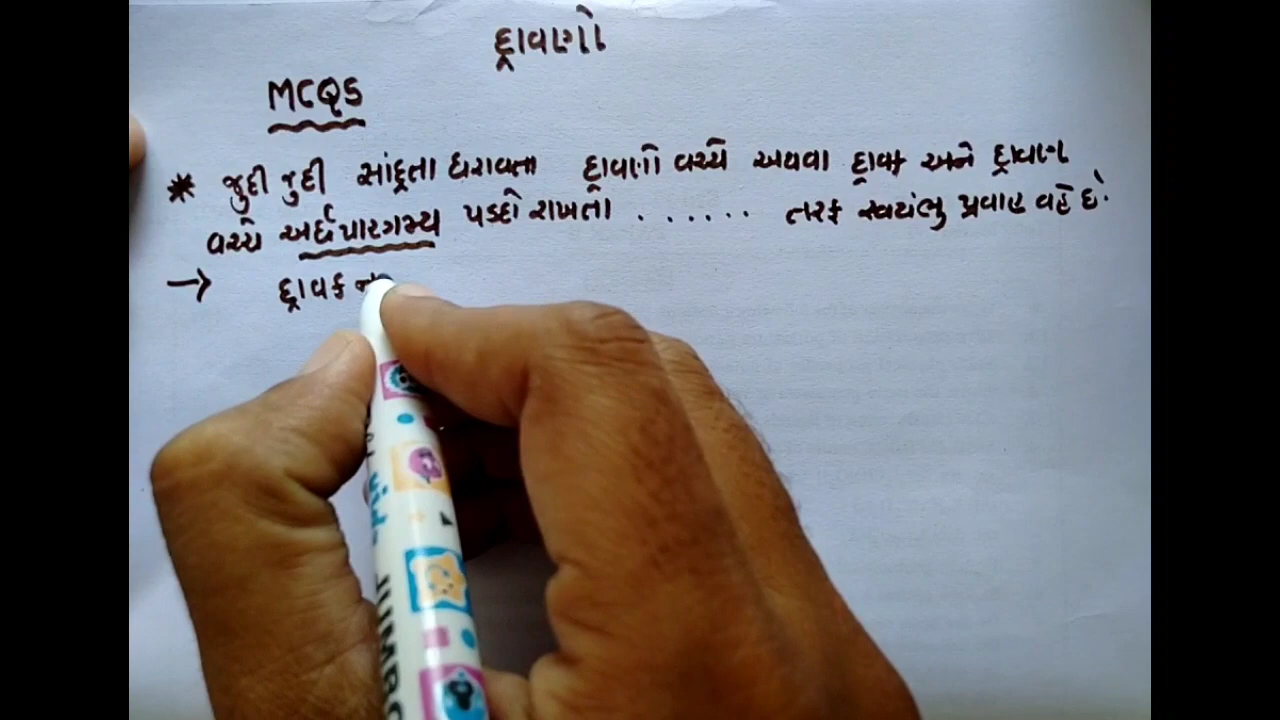 દ્રાવણો
MCQS
* જુદી જુદી સાંદ્રતા ધરાવતા દ્રાવણો વચ્ચે અથવા દ્રાવક અને દ્રાવણ
વચ્ચે અર્ધપારગમ્ય પડદો રાખતા ...... તરફ સ્વયંભુ પ્રવાહ વહે છે.
→ દ્રાવક
JUMBO